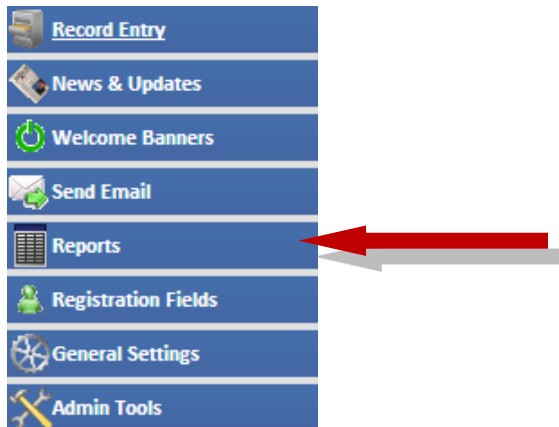 Record Entry
News & Updates
Welcome Banners
Send Email
Reports
Registration Fields
General Settings
Admin Tools